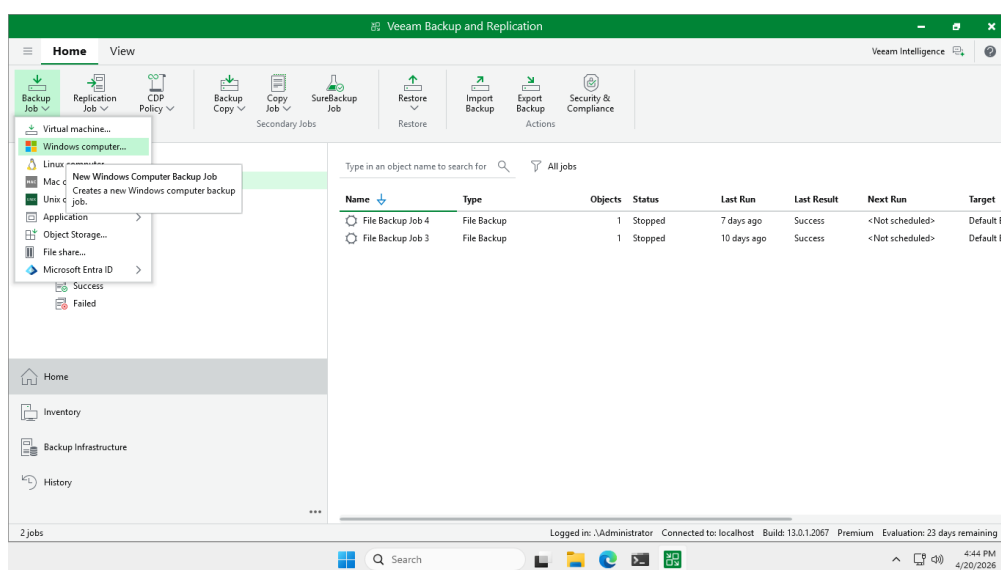 Veeam Backup and Replication
Home View
Veeam Intelligence
Backup Job
Replication Job
CDP Policy
Backup Copy
Copy Job
SureBackup Job
Restore
Import Backup
Export Backup
Security & Compliance
Secondary Jobs
Restore
Actions
Virtual machine...
Windows computer...
Linux computer
Mac
Unix
Application
Object Storage...
File share...
Microsoft Entra ID
New Windows Computer Backup Job
Creates a new Windows computer backup
job.
Success
Failed
Type in an object name to search for
All jobs
Name Type Objects Status Last Run Last Result Next Run Target
File Backup Job 4 File Backup 1 Stopped 7 days ago Success <Not scheduled> Default
File Backup Job 3 File Backup 1 Stopped 10 days ago Success <Not scheduled> Default
Home
Inventory
Backup Infrastructure
History
2 jobs
Logged in: .\Administrator Connected to: localhost Build: 13.0.1.2067 Premium Evaluation: 23 days remaining
Search
4:44 PM
4/20/2026